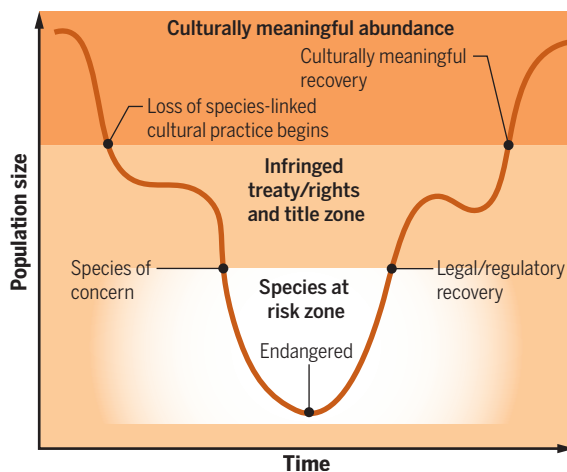 Culturally meaningful abundance
Culturally meaningful
recovery
Loss of species-linked
cultural practice begins
Infringed
treaty/rights
and title zone
Species of
concern
Species at
risk zone
Legal/regulatory
recovery
Endangered
Population size
Time